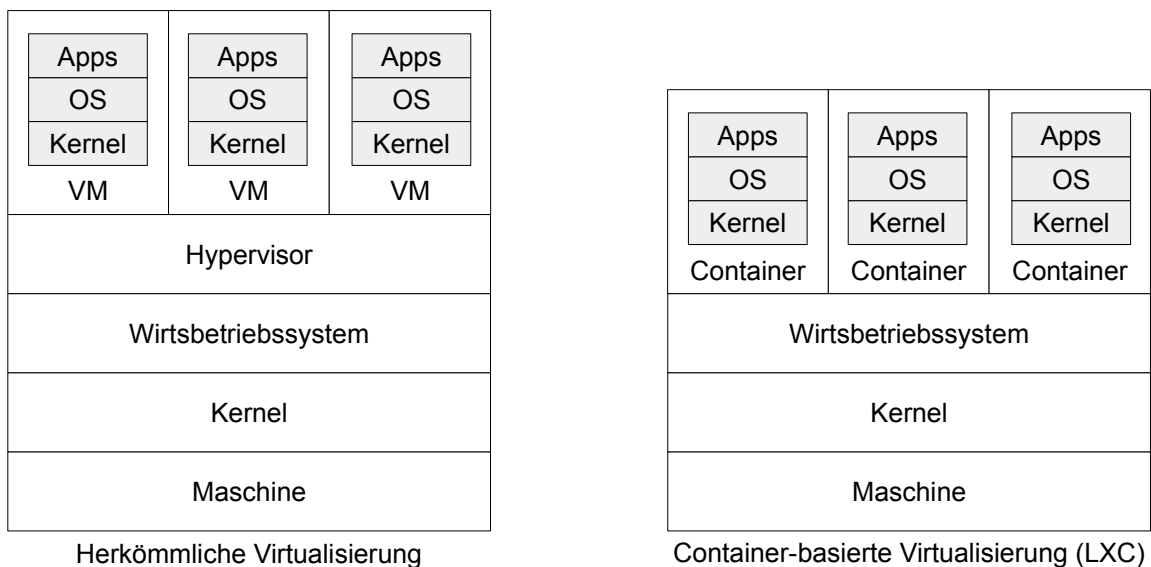 Apps Apps Apps
OS OS OS
Kernel Kernel Kernel
VM VM VM
Hypervisor
Wirtsbetriebssystem
Kernel
Maschine
Herkömmliche Virtualisierung
Apps Apps Apps
OS OS OS
Kernel Kernel Kernel
Container Container Container
Wirtsbetriebssystem
Kernel
Maschine
Container-basierte Virtualisierung (LXC)